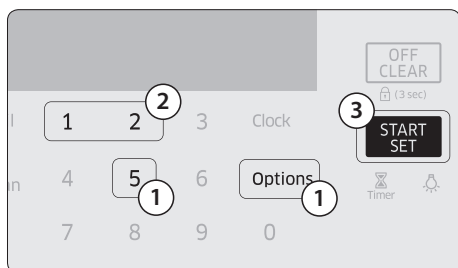 OFF
CLEAR
(3 sec)
2
3
1 2 3 Clock
START
SET
4 5 6 Options
1
1
Timer
7 8 9 0